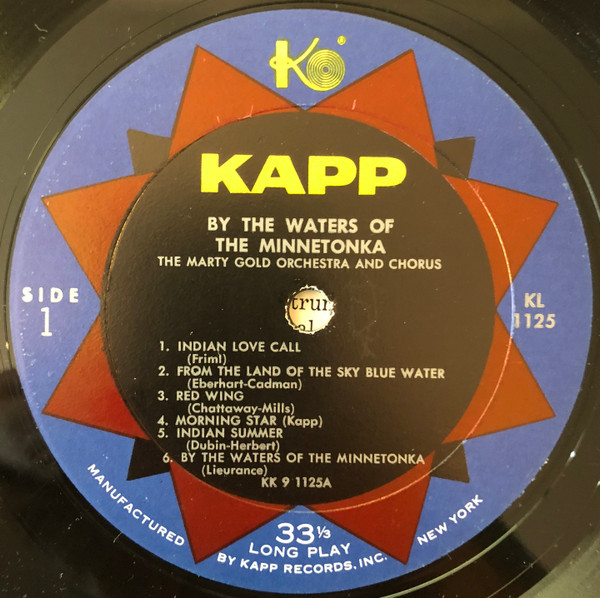 K
KAPP
BY THE WATERS OF
THE MINNETONKA
THE MARTY GOLD ORCHESTRA AND CHORUS
SIDE
1
KL
1125
trun
al
1. INDIAN LOVE CALL
(Friml)
2. FROM THE LAND OF THE SKY BLUE WATER
(Eberhart-Cadman)
3. RED WING
(Chattaway-Mills)
4. MORNING STAR (Kapp)
5. INDIAN SUMMER
(Dubin-Herbert)
6. BY THE WATERS OF THE MINNETONKA
(Lieurance)
KK 9 1125A
33⅓
LONG PLAY
MANUFACTURED BY KAPP RECORDS, INC. NEW YORK